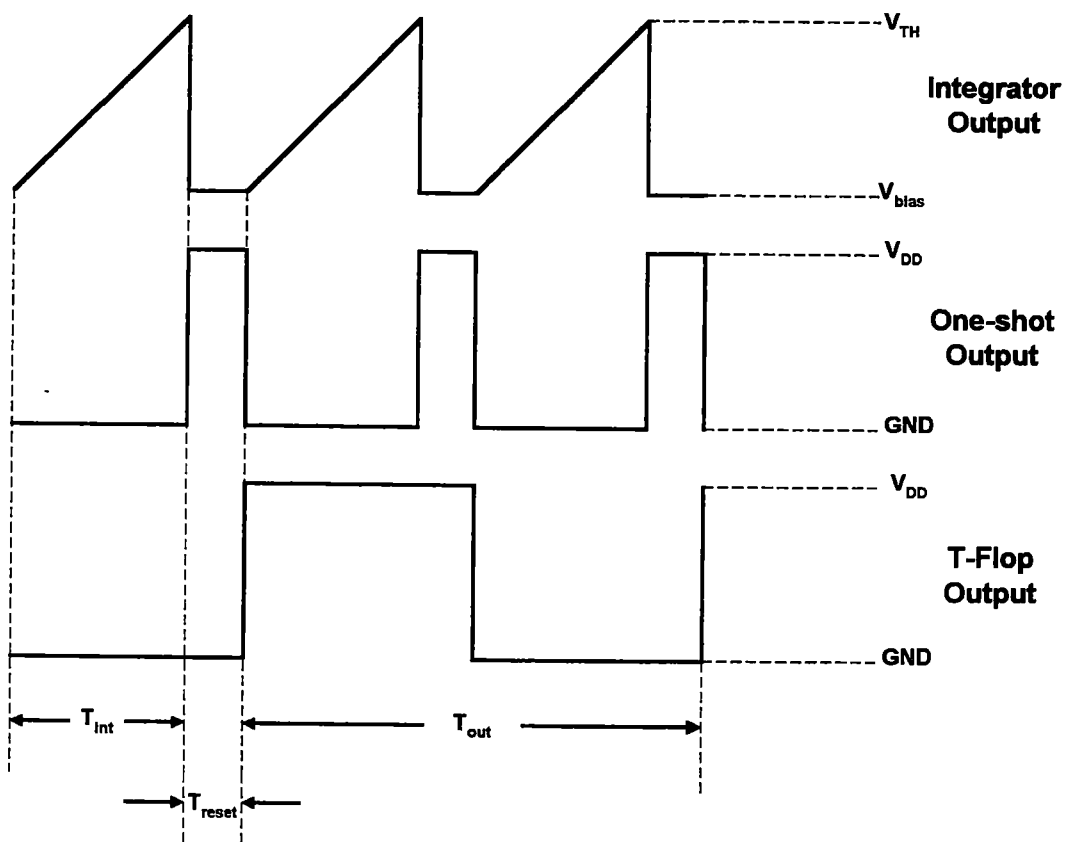 V_TH
Integrator
Output
V_bias
V_DD
One-shot
Output
GND
V_DD
T-Flop
Output
GND
T_int
T_out
T_reset